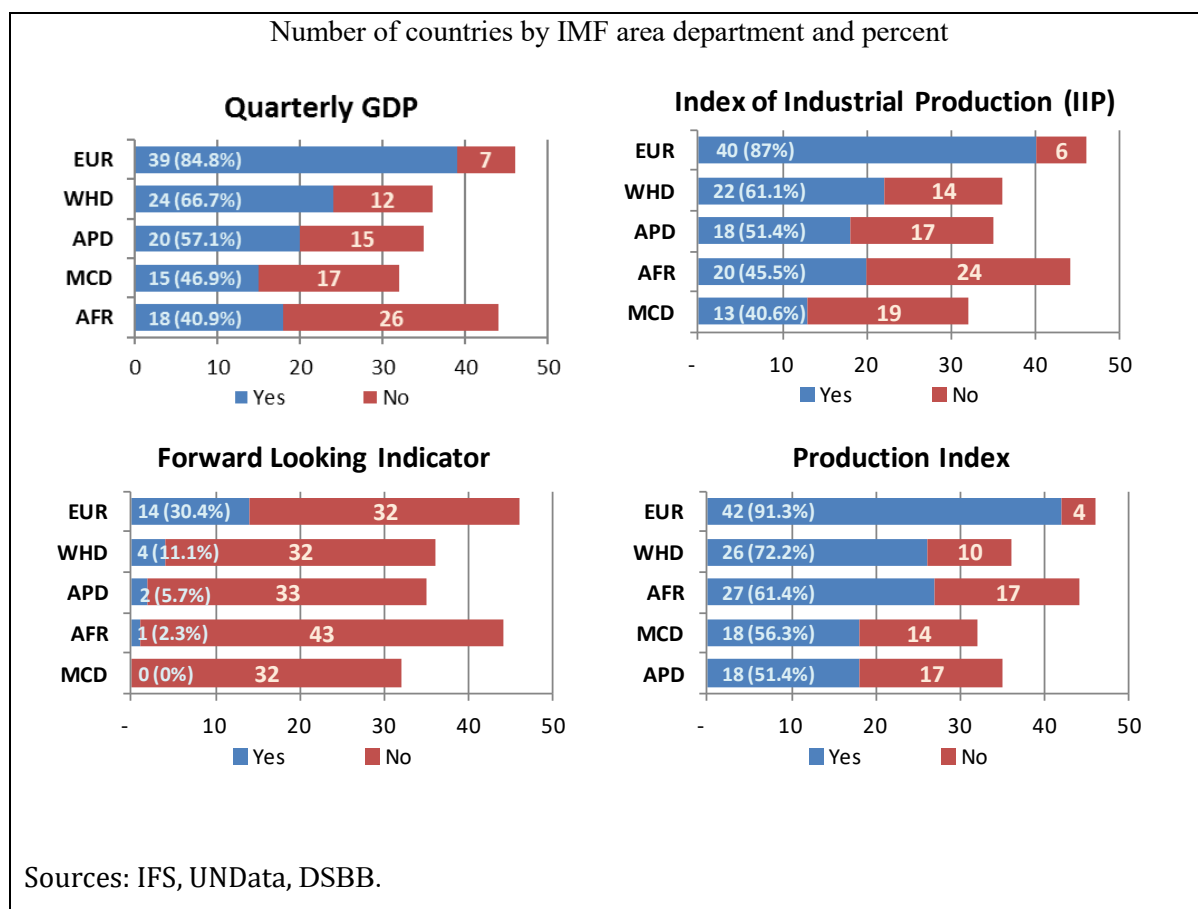 Number of countries by IMF area department and percent
Quarterly GDP
EUR 39 (84.8%) 7
WHD 24 (66.7%) 12
APD 20 (57.1%) 15
MCD 15 (46.9%) 17
AFR 18 (40.9%) 26
0 10 20 30 40 50
Yes No
Index of Industrial Production (IIP)
EUR 40 (87%) 6
WHD 22 (61.1%) 14
APD 18 (51.4%) 17
AFR 20 (45.5%) 24
MCD 13 (40.6%) 19
- 10 20 30 40 50
Yes No
Forward Looking Indicator
EUR 14 (30.4%) 32
WHD 4 (11.1%) 32
APD 2 (5.7%) 33
AFR 1 (2.3%) 43
MCD 0 (0%) 32
- 10 20 30 40 50
Yes No
Production Index
EUR 42 (91.3%) 4
WHD 26 (72.2%) 10
AFR 27 (61.4%) 17
MCD 18 (56.3%) 14
APD 18 (51.4%) 17
- 10 20 30 40 50
Yes No
Sources: IFS, UNData, DSBB.